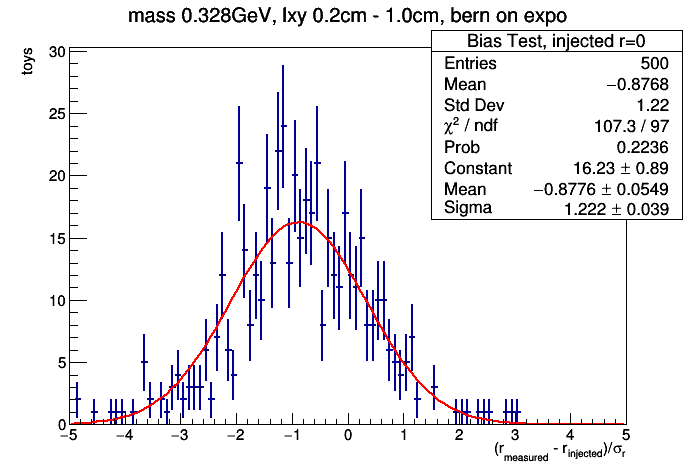 mass 0.328GeV, lxy 0.2cm - 1.0cm, bern on expo
Bias Test, injected r=0
Entries 500
Mean −0.8768
Std Dev 1.22
χ² / ndf 107.3 / 97
Prob 0.2236
Constant 16.23 ± 0.89
Mean −0.8776 ± 0.0549
Sigma 1.222 ± 0.039
toys
30
25
20
15
10
5
0
−5 −4 −3 −2 −1 0 1 2 3 4 5
(r_measured - r_injected)/σ_r